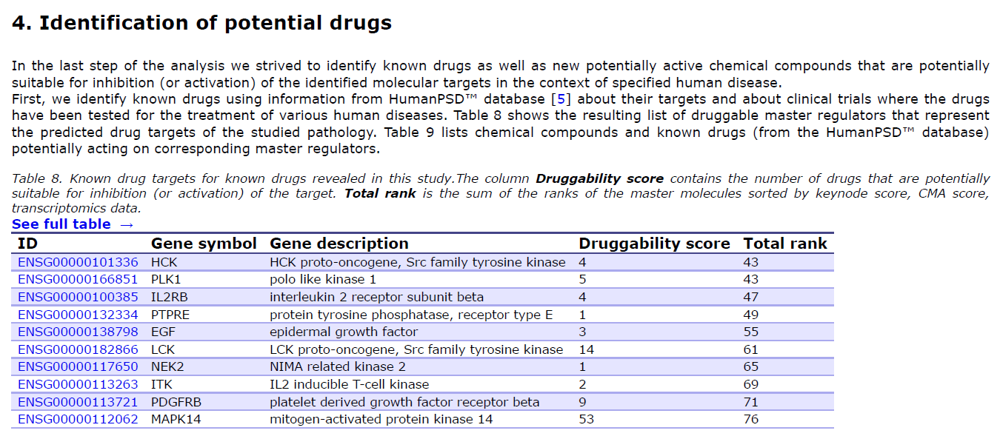 4. Identification of potential drugs
In the last step of the analysis we strived to identify known drugs as well as new potentially active chemical compounds that are potentially
suitable for inhibition (or activation) of the identified molecular targets in the context of specified human disease.
First, we identify known drugs using information from HumanPSD™ database [5] about their targets and about clinical trials where the drugs
have been tested for the treatment of various human diseases. Table 8 shows the resulting list of druggable master regulators that represent
the predicted drug targets of the studied pathology. Table 9 lists chemical compounds and known drugs (from the HumanPSD™ database)
potentially acting on corresponding master regulators.
Table 8. Known drug targets for known drugs revealed in this study.The column Druggability score contains the number of drugs that are potentially
suitable for inhibition (or activation) of the target. Total rank is the sum of the ranks of the master molecules sorted by keynode score, CMA score,
transcriptomics data.
See full table →
ID Gene symbol Gene description Druggability score Total rank
ENSG00000101336 HCK HCK proto-oncogene, Src family tyrosine kinase 4 43
ENSG00000166851 PLK1 polo like kinase 1 5 43
ENSG00000100385 IL2RB interleukin 2 receptor subunit beta 4 47
ENSG00000132334 PTPRE protein tyrosine phosphatase, receptor type E 1 49
ENSG00000138798 EGF epidermal growth factor 3 55
ENSG00000182866 LCK LCK proto-oncogene, Src family tyrosine kinase 14 61
ENSG00000117650 NEK2 NIMA related kinase 2 1 65
ENSG00000113263 ITK IL2 inducible T-cell kinase 2 69
ENSG00000113721 PDGFRB platelet derived growth factor receptor beta 9 71
ENSG00000112062 MAPK14 mitogen-activated protein kinase 14 53 76